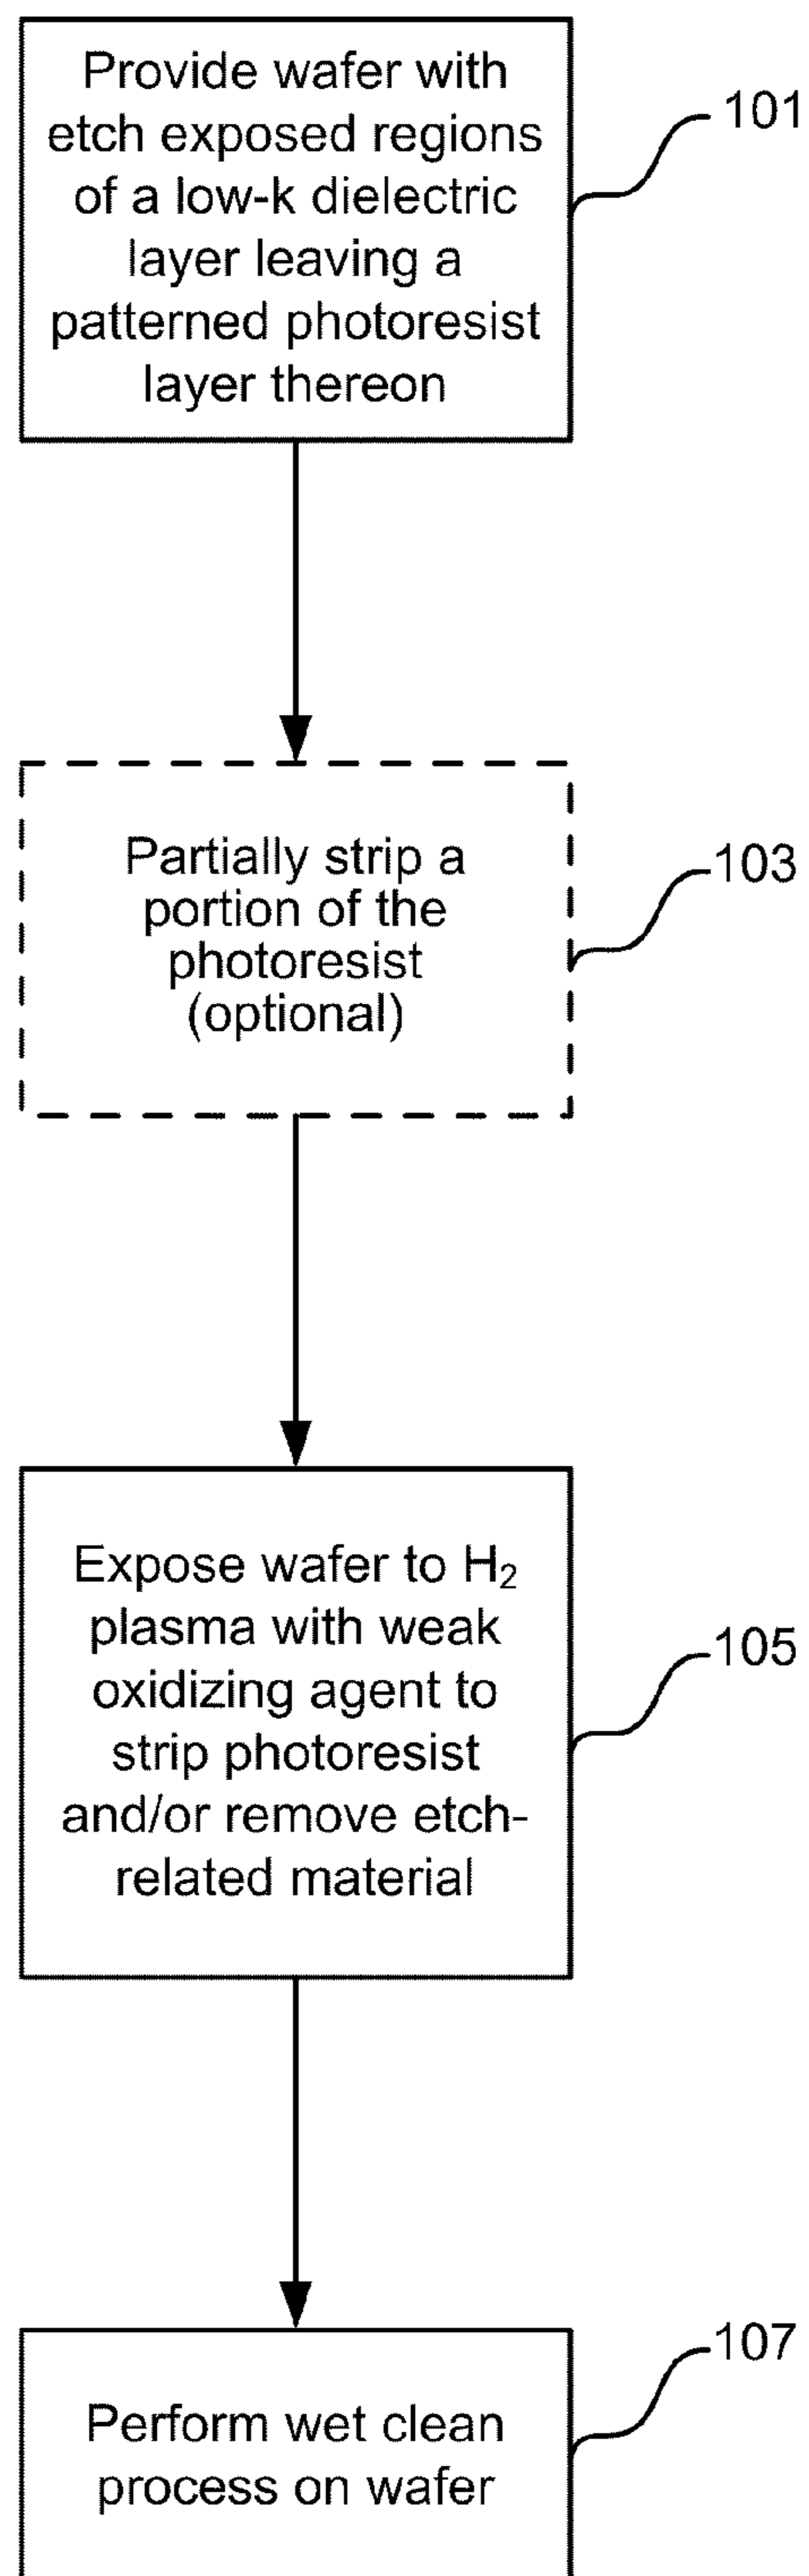 Provide wafer with
etch exposed regions
of a low-k dielectric
layer leaving a
patterned photoresist
layer thereon
101
Partially strip a
portion of the
photoresist
(optional)
103
Expose wafer to H₂
plasma with weak
oxidizing agent to
strip photoresist
and/or remove etch-
related material
105
Perform wet clean
process on wafer
107